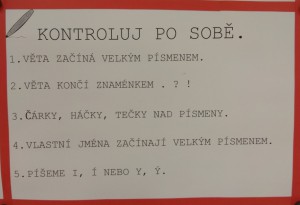 KONTROLUJ PO SOBĚ.
1.VĚTA ZAČÍNÁ VELKÝM PÍSMENEM.
2.VĚTA KONČÍ ZNAMÉNKEM . ? !
3.ČÁRKY, HÁČKY, TEČKY NAD PÍSMENY.
4.VLASTNÍ JMÉNA ZAČÍNAJÍ VELKÝM PÍSMENEM.
5.PÍŠEME I, Í NEBO Y, Ý.